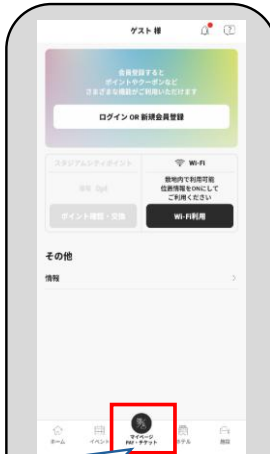 ゲスト 様
会員登録すると
ポイントやクーポンなど
さまざまな機能がご利用いただけます
ログイン OR 新規会員登録
スタジアムシティポイント
Wi-Fi
敷地内で利用可能
位置情報をONにして
ご利用ください
ポイント確認・交換
Wi-Fi利用
その他
情報
ホーム
イベント
マイページ
PAY・チケット
ホテル
施設